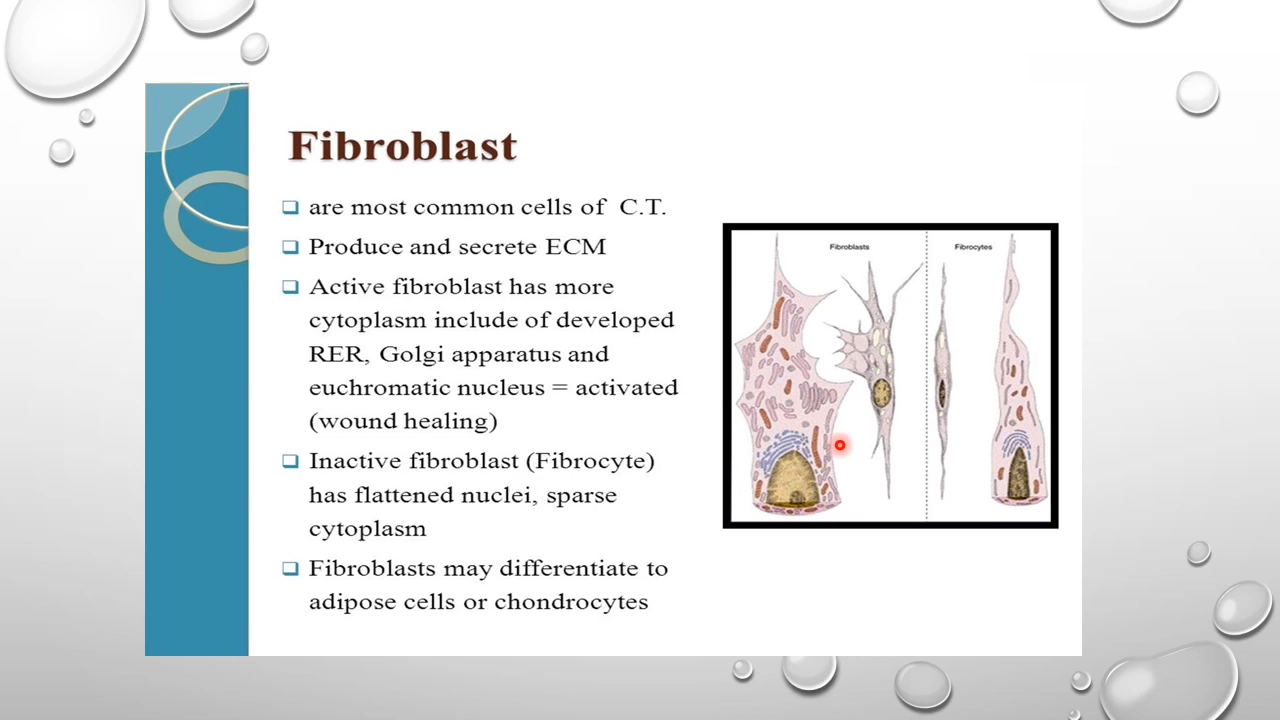 Fibroblast
❑ are most common cells of C.T.
❑ Produce and secrete ECM
❑ Active fibroblast has more
cytoplasm include of developed
RER, Golgi apparatus and
euchromatic nucleus = activated
(wound healing)
❑ Inactive fibroblast (Fibrocyte)
has flattened nuclei, sparse
cytoplasm
❑ Fibroblasts may differentiate to
adipose cells or chondrocytes
Fibroblasts
Fibrocytes